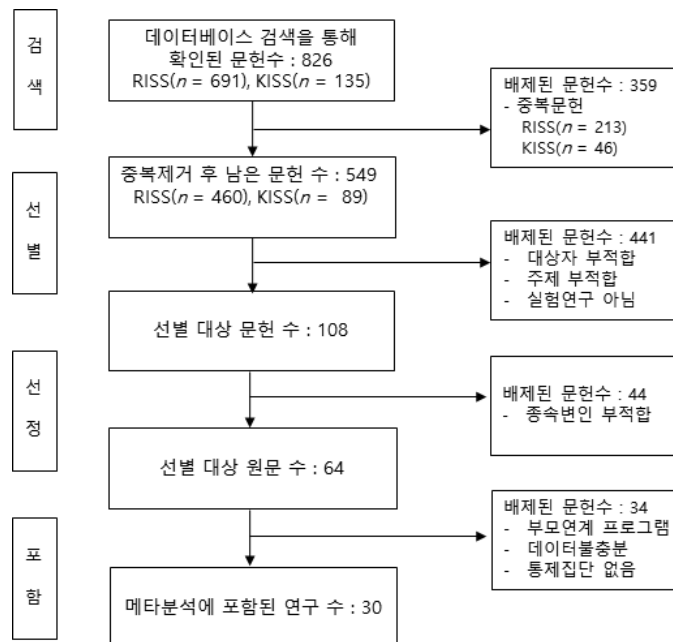 검
색
데이터베이스 검색을 통해
확인된 문헌수 : 826
RISS(n = 691), KISS(n = 135)
배제된 문헌수 : 359
- 중복문헌
RISS(n = 213)
KISS(n = 46)
선
별
중복제거 후 남은 문헌 수 : 549
RISS(n = 460), KISS(n = 89)
배제된 문헌수 : 441
- 대상자 부적합
- 주제 부적합
- 실험연구 아님
선별 대상 문헌 수 : 108
선
정
배제된 문헌수 : 44
- 종속변인 부적합
선별 대상 원문 수 : 64
포
함
배제된 문헌수 : 34
- 부모연계 프로그램
- 데이터불충분
- 통제집단 없음
메타분석에 포함된 연구 수 : 30